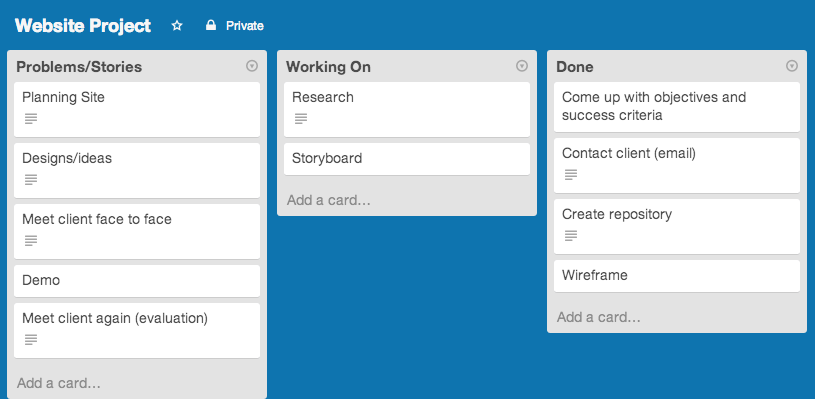 Website Project
Private
Problems/Stories
Planning Site
Designs/ideas
Meet client face to face
Demo
Meet client again (evaluation)
Add a card…
Working On
Research
Storyboard
Add a card…
Done
Come up with objectives and
success criteria
Contact client (email)
Create repository
Wireframe
Add a card…